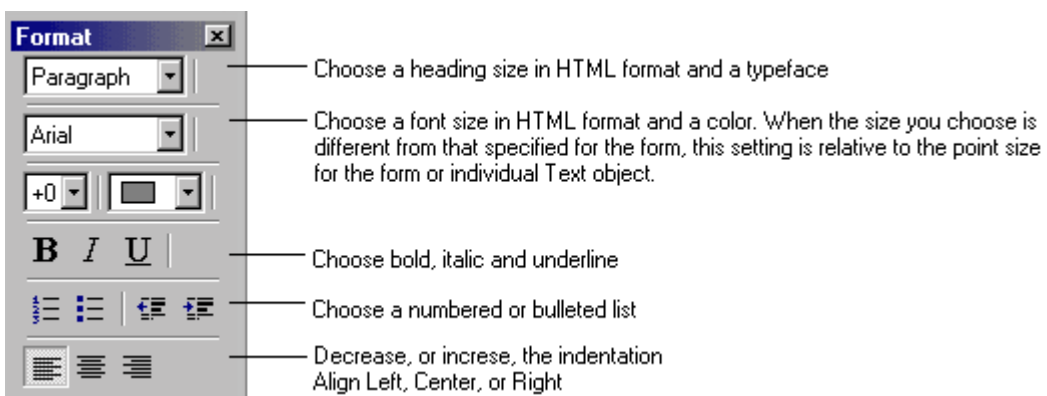 Format
Paragraph
Choose a heading size in HTML format and a typeface
Arial
Choose a font size in HTML format and a color. When the size you choose is
different from that specified for the form, this setting is relative to the point size
for the form or individual Text object.
+0
B I U
Choose bold, italic and underline
Choose a numbered or bulleted list
Decrease, or increse, the indentation
Align Left, Center, or Right